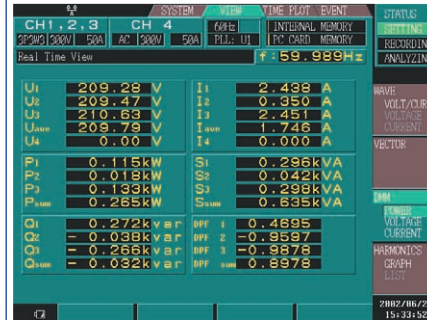 SYSTEM VIEW TIME PLOT EVENT
CH1,2,3 CH 4 60Hz INTERNAL MEMORY
3P3W3 300V 50A AC 300V 50A PLL: U1 PC CARD MEMORY
Real Time View f:59.989Hz
U1 209.28 V I1 2.438 A
U2 209.47 V I2 0.350 A
U3 210.63 V I3 2.451 A
Uave 209.79 V Iave 1.746 A
U4 0.00 V I4 0.000 A
P1 0.115kW S1 0.296kVA
P2 0.018kW S2 0.042kVA
P3 0.133kW S3 0.298kVA
Psum 0.265kW Ssum 0.635kVA
Q1 0.272kvar DPF 1 0.4695
Q2 - 0.038kvar DPF 2 -0.9597
Q3 - 0.266kvar DPF 3 -0.9878
Qsum - 0.032kvar DPF sum 0.8978
STATUS
SETTING
RECORDIN
ANALYZIN
WAVE
VOLT/CUR
VOLTAGE
CURRENT
VECTOR
DMM
POWER
VOLTAGE
CURRENT
HARMONICS
GRAPH
LIST
2002/06/2
15:33:52